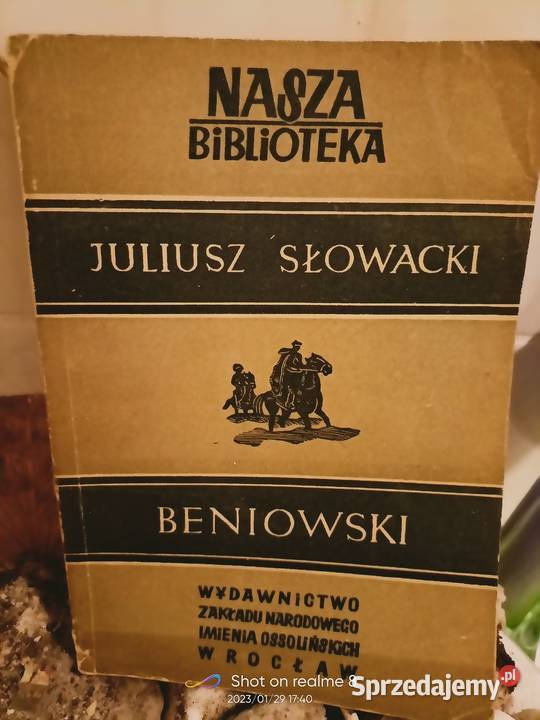 NASZA
BiBLiOTEKA
JULIUSZ SŁOWACKI
BENIOWSKI
WYDAWNICTWO
ZAKŁADU NARODOWEGO
IMIENIA OSSOLIŃSKICH
WROCŁAW
Shot on realme 8
2023/01/29 17:40
Sprzedajemy.pl